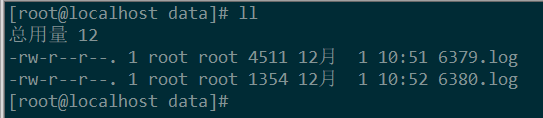 [root@localhost data]# ll
总用量 12
-rw-r--r--. 1 root root 4511 12月  1 10:51 6379.log
-rw-r--r--. 1 root root 1354 12月  1 10:52 6380.log
[root@localhost data]#